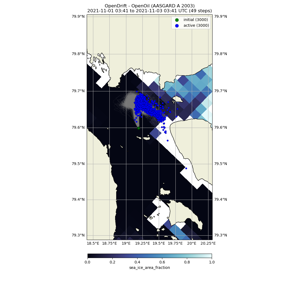 OpenDrift - OpenOil (AASGARD A 2003)
2021-11-01 03:41 to 2021-11-03 03:41 UTC (49 steps)
initial (3000)
active (3000)
79.9°N 79.9°N
79.8°N 79.8°N
79.7°N 79.7°N
79.6°N 79.6°N
79.5°N 79.5°N
79.4°N 79.4°N
79.3°N 79.3°N
18.5°E 18.75°E 19°E 19.25°E 19.5°E 19.75°E 20°E 20.25°E
0.0 0.2 0.4 0.6 0.8 1.0
sea_ice_area_fraction